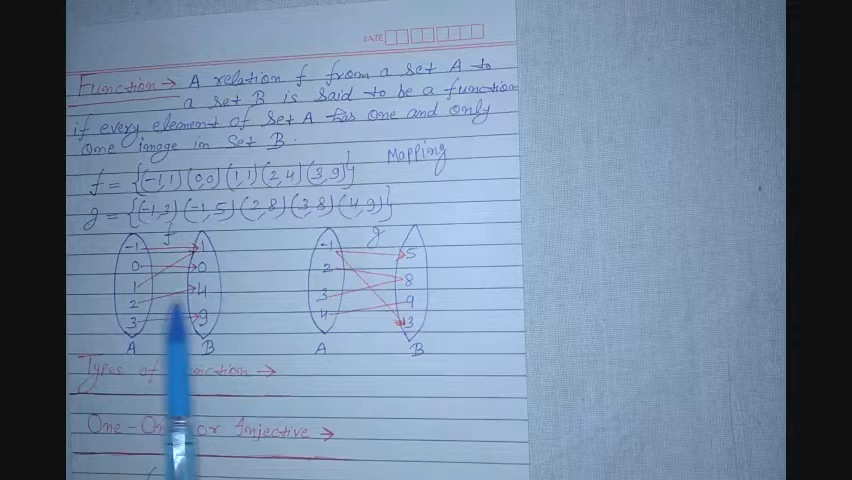 DATE
Function → A relation f from a set A to
a set B is said to be a function
if every element of set A has one and only
one image in Set B.
f = {(-1,1) (0,0) (1,1) (2,4) (3,9)}
Mapping
g = {(-1,3) (-1,5) (2,8) (3,8) (4,9)}
f g
-1 1 -1 5
0 0 2 8
1 4 3 9
2 9 4 3
3
A B A B
Types of
One - or Injective →